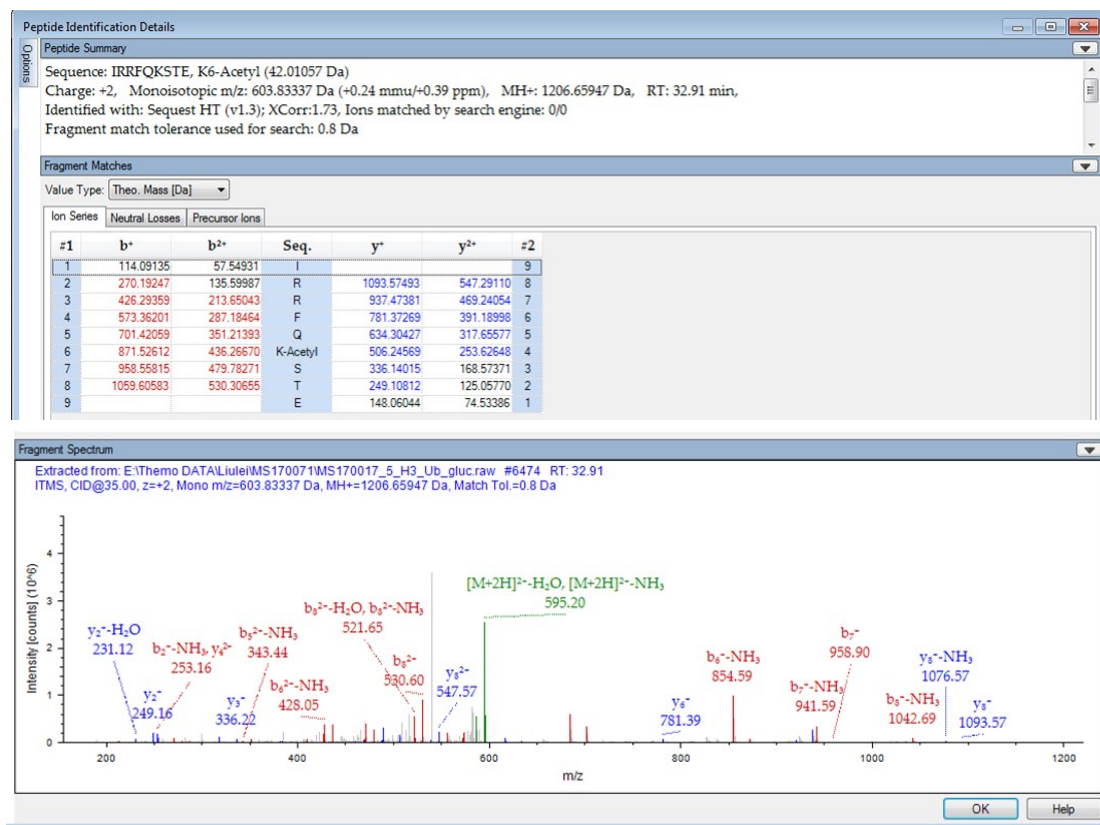 Peptide Identification Details
Options
Peptide Summary
Sequence: IRRFQKSTE, K6-Acetyl (42.01057 Da)
Charge: +2, Monoisotopic m/z: 603.83337 Da (+0.24 mmu/+0.39 ppm), MH+: 1206.65947 Da, RT: 32.91 min,
Identified with: Sequest HT (v1.3); XCorr:1.73, Ions matched by search engine: 0/0
Fragment match tolerance used for search: 0.8 Da
Fragment Matches
Value Type: Theo. Mass [Da]
Ion Series Neutral Losses Precursor Ions
#1 b⁺ b²⁺ Seq. y⁺ y²⁺ #2
1 114.09135 57.54931 I 9
2 270.19247 135.59987 R 1093.57493 547.29110 8
3 426.29359 213.65043 R 937.47381 469.24054 7
4 573.36201 287.18464 F 781.37269 391.18998 6
5 701.42059 351.21393 Q 634.30427 317.65577 5
6 871.52612 436.26670 K-Acetyl 506.24569 253.62648 4
7 958.55815 479.78271 S 336.14015 168.57371 3
8 1059.60583 530.30655 T 249.10812 125.05770 2
9 E 148.06044 74.53386 1
Fragment Spectrum
Extracted from: E:\Themo DATA\Liulei\MS170071\MS170017_5_H3_Ub_gluc.raw #6474 RT: 32.91
ITMS, CID@35.00, z=+2, Mono m/z=603.83337 Da, MH+=1206.65947 Da, Match Tol.=0.8 Da
Intensity [counts] (10^6)
4
3
2
1
0
[M+2H]²⁺-H₂O, [M+2H]²⁺-NH₃
595.20
b₈²⁺-H₂O, b₈²⁺-NH₃
521.65
y₂⁺-H₂O
231.12
b₂⁺-NH₃, y₄²⁺
253.16
b₅²⁺-NH₃
343.44
b₈²⁺
530.60
y₈²⁺
547.57
b₆²⁺-NH₃
428.05
y₂⁺
249.16
y₃⁺
336.22
y₆⁺
781.39
b₆⁺-NH₃
854.59
b₇⁺
958.90
b₇⁺-NH₃
941.59
y₈⁺-NH₃
1076.57
b₈⁺-NH₃
1042.69
y₈⁺
1093.57
200 400 600 800 1000 1200
m/z
OK Help